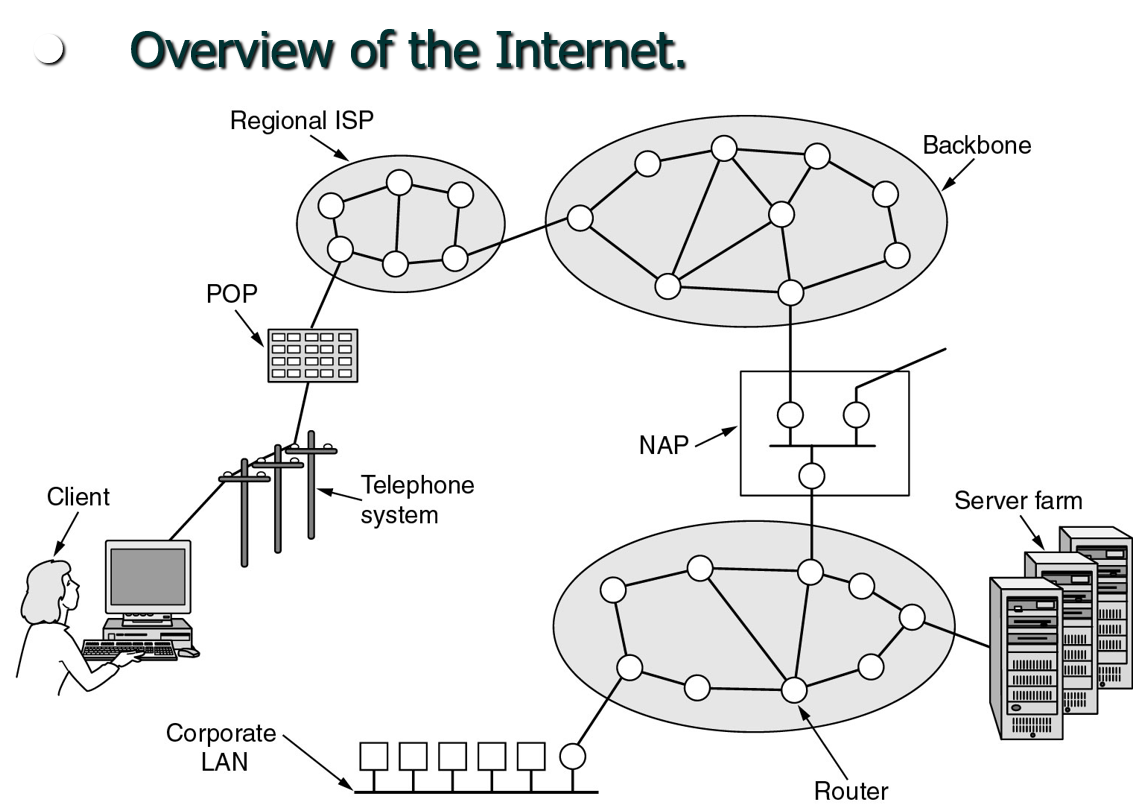 Overview of the Internet.
Regional ISP
Backbone
POP
NAP
Client
Telephone
system
Server farm
Corporate
LAN
Router